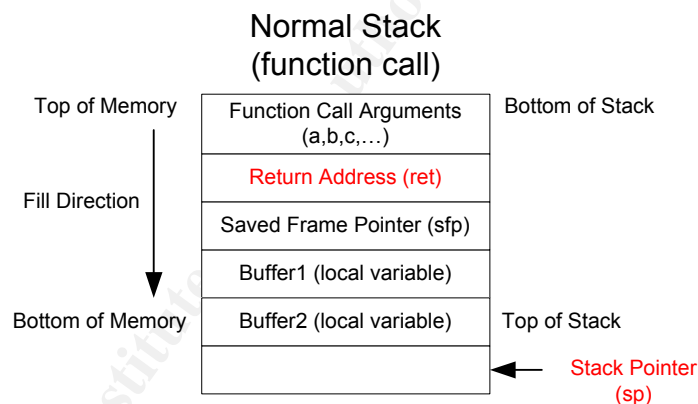 Normal Stack
(function call)
Top of Memory
Function Call Arguments
(a,b,c,...)
Bottom of Stack
Return Address (ret)
Fill Direction
Saved Frame Pointer (sfp)
Buffer1 (local variable)
Bottom of Memory
Buffer2 (local variable)
Top of Stack
Stack Pointer
(sp)